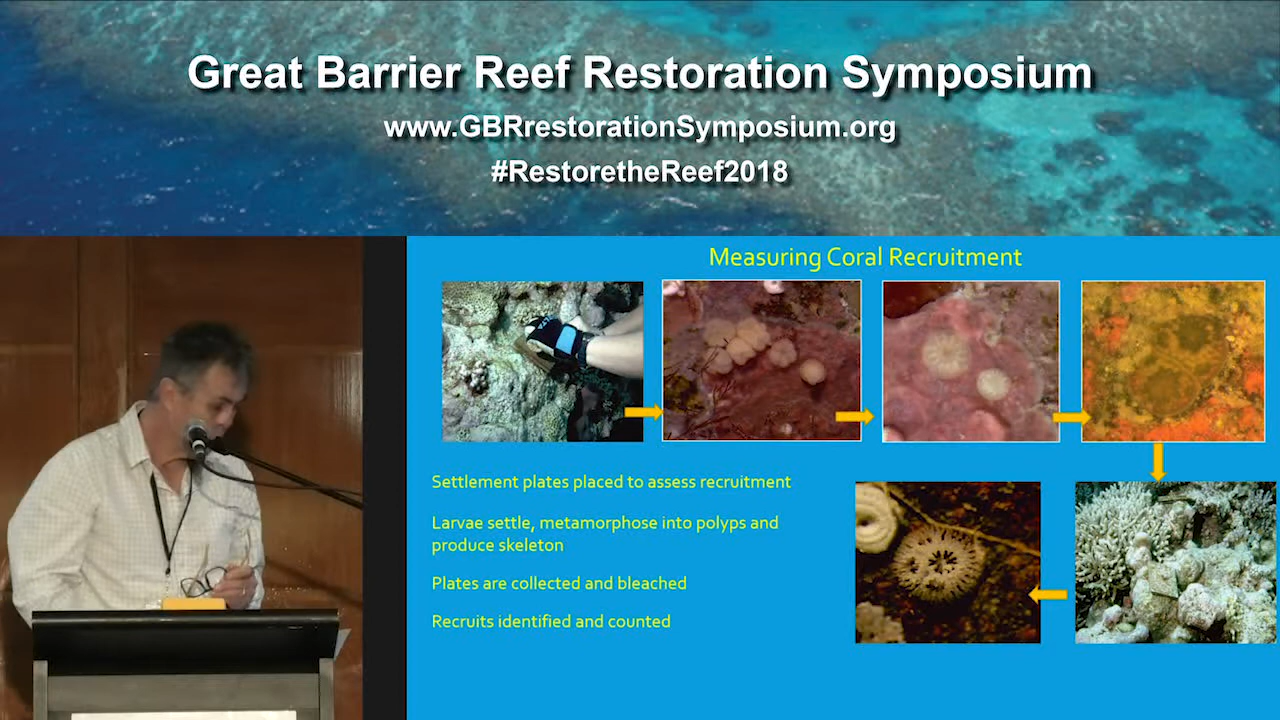 Great Barrier Reef Restoration Symposium
www.GBRrestorationSymposium.org
#RestoretheReef2018
Measuring Coral Recruitment
Settlement plates placed to assess recruitment
Larvae settle, metamorphose into polyps and
produce skeleton
Plates are collected and bleached
Recruits identified and counted